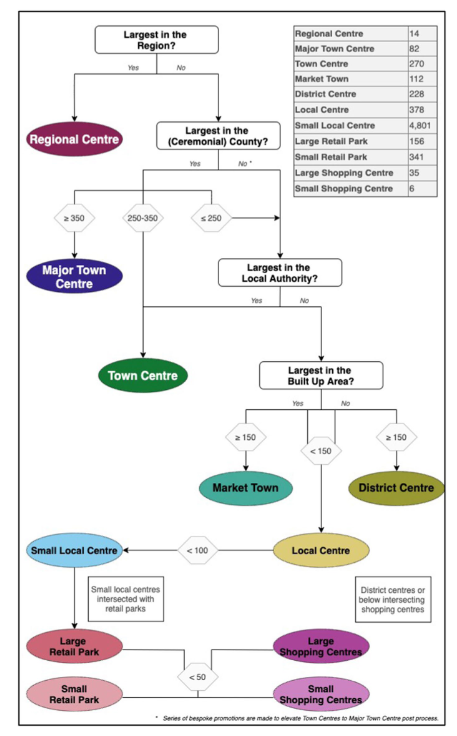 Largest in the
Region?
Yes
No
Regional Centre
Largest in the
(Ceremonial) County?
Yes
No *
≥ 350
250-350
≤ 250
Major Town
Centre
Largest in the
Local Authority?
Yes
No
Town Centre
Largest in the
Built Up Area?
Yes
No
≥ 150
< 150
≥ 150
Market Town
District Centre
Small Local Centre
< 100
Local Centre
Small local centres
intersected with
retail parks
District centres or
below intersecting
shopping centres
Large
Retail Park
Large
Shopping Centres
< 50
Small
Retail Park
Small
Shopping Centres
* Series of bespoke promotions are made to elevate Town Centres to Major Town Centre post process.
Regional Centre 14
Major Town Centre 82
Town Centre 270
Market Town 112
District Centre 228
Local Centre 378
Small Local Centre 4,801
Large Retail Park 156
Small Retail Park 341
Large Shopping Centre 35
Small Shopping Centre 6